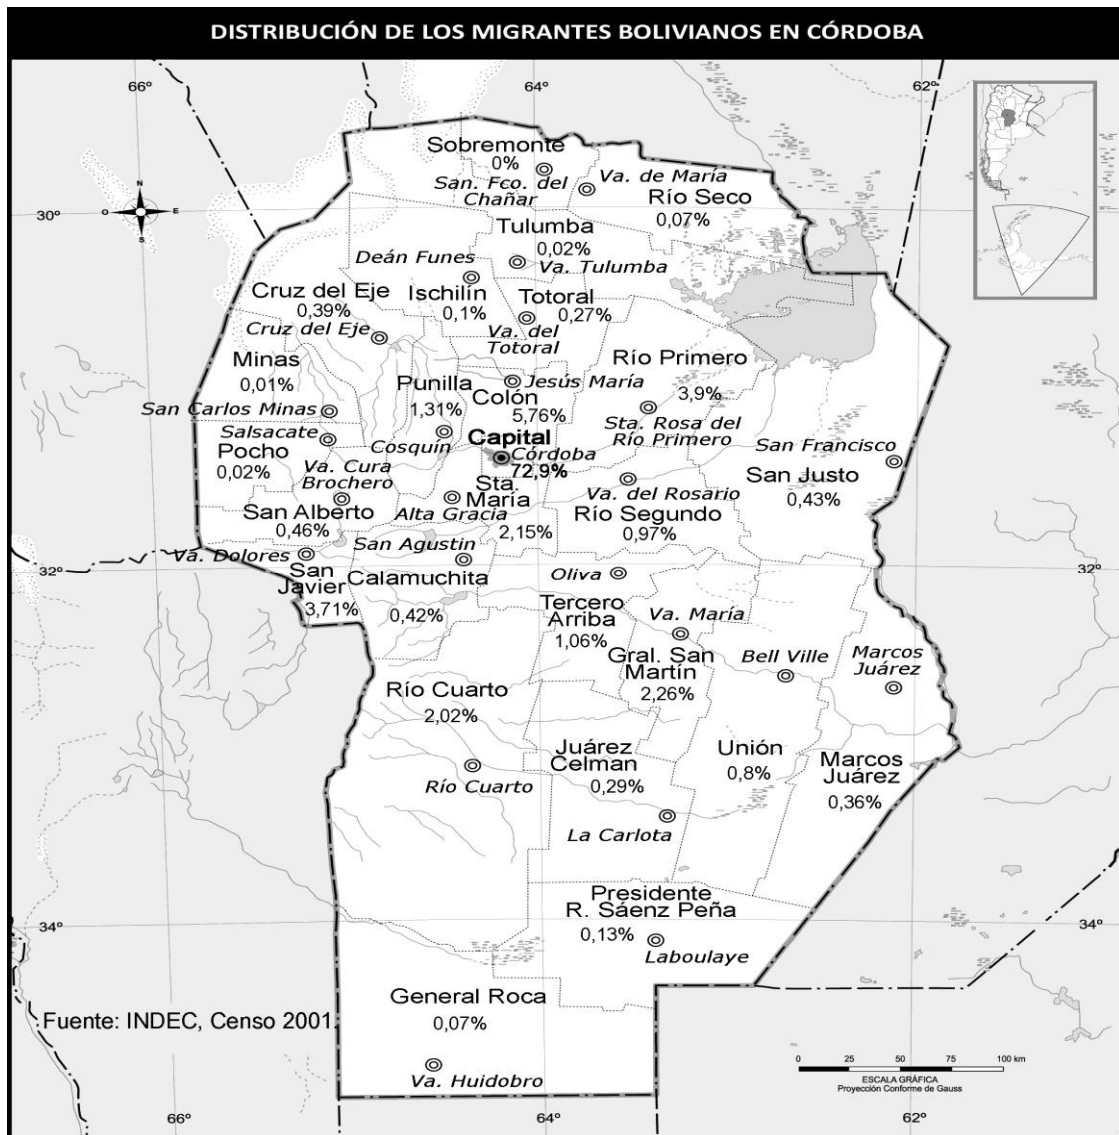 DISTRIBUCIÓN DE LOS MIGRANTES BOLIVIANOS EN CÓRDOBA
66º
64º
62º
N
O
E
S
30º
Sobremonte
0%
San. Fco. del
Chañar
Va. de María
Río Seco
0,07%
Tulumba
0,02%
Va. Tulumba
Deán Funes
Cruz del Eje
0,39%
Cruz del Eje
Ischilín
0,1%
Totoral
0,27%
Va. del
Totoral
Minas
0,01%
San Carlos Minas
Punilla
1,31%
Jesús María
Colón
5,76%
Río Primero
3,9%
Sta. Rosa del
Río Primero
Salsacate
Pocho
0,02%
Cosquín
Capital
Córdoba
72,9%
San Francisco
San Justo
0,43%
Va. Cura
Brochero
San Alberto
0,46%
Alta Gracia
Sta.
María
2,15%
Va. del Rosario
Río Segundo
0,97%
Va. Dolores
San Agustin
32º
32º
San
Javier
3,71%
Calamuchita
0,42%
Oliva
Tercero
Arriba
1,06%
Va. María
Gral. San
Martín
2,26%
Bell Ville
Marcos
Juárez
Río Cuarto
2,02%
Río Cuarto
Juárez
Celman
0,29%
La Carlota
Unión
0,8%
Marcos
Juárez
0,36%
34º
34º
Presidente
R. Sáenz Peña
0,13%
Laboulaye
General Roca
0,07%
Va. Huidobro
Fuente: INDEC, Censo 2001.
0 25 50 75 100 km
ESCALA GRÁFICA
Proyección Conforme de Gauss
66º
64º
62º